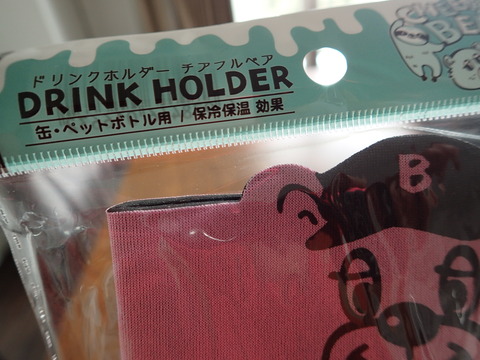 ドリンクホルダー チアフルベア
DRINK HOLDER
缶・ペットボトル用 / 保冷保温 効果
B